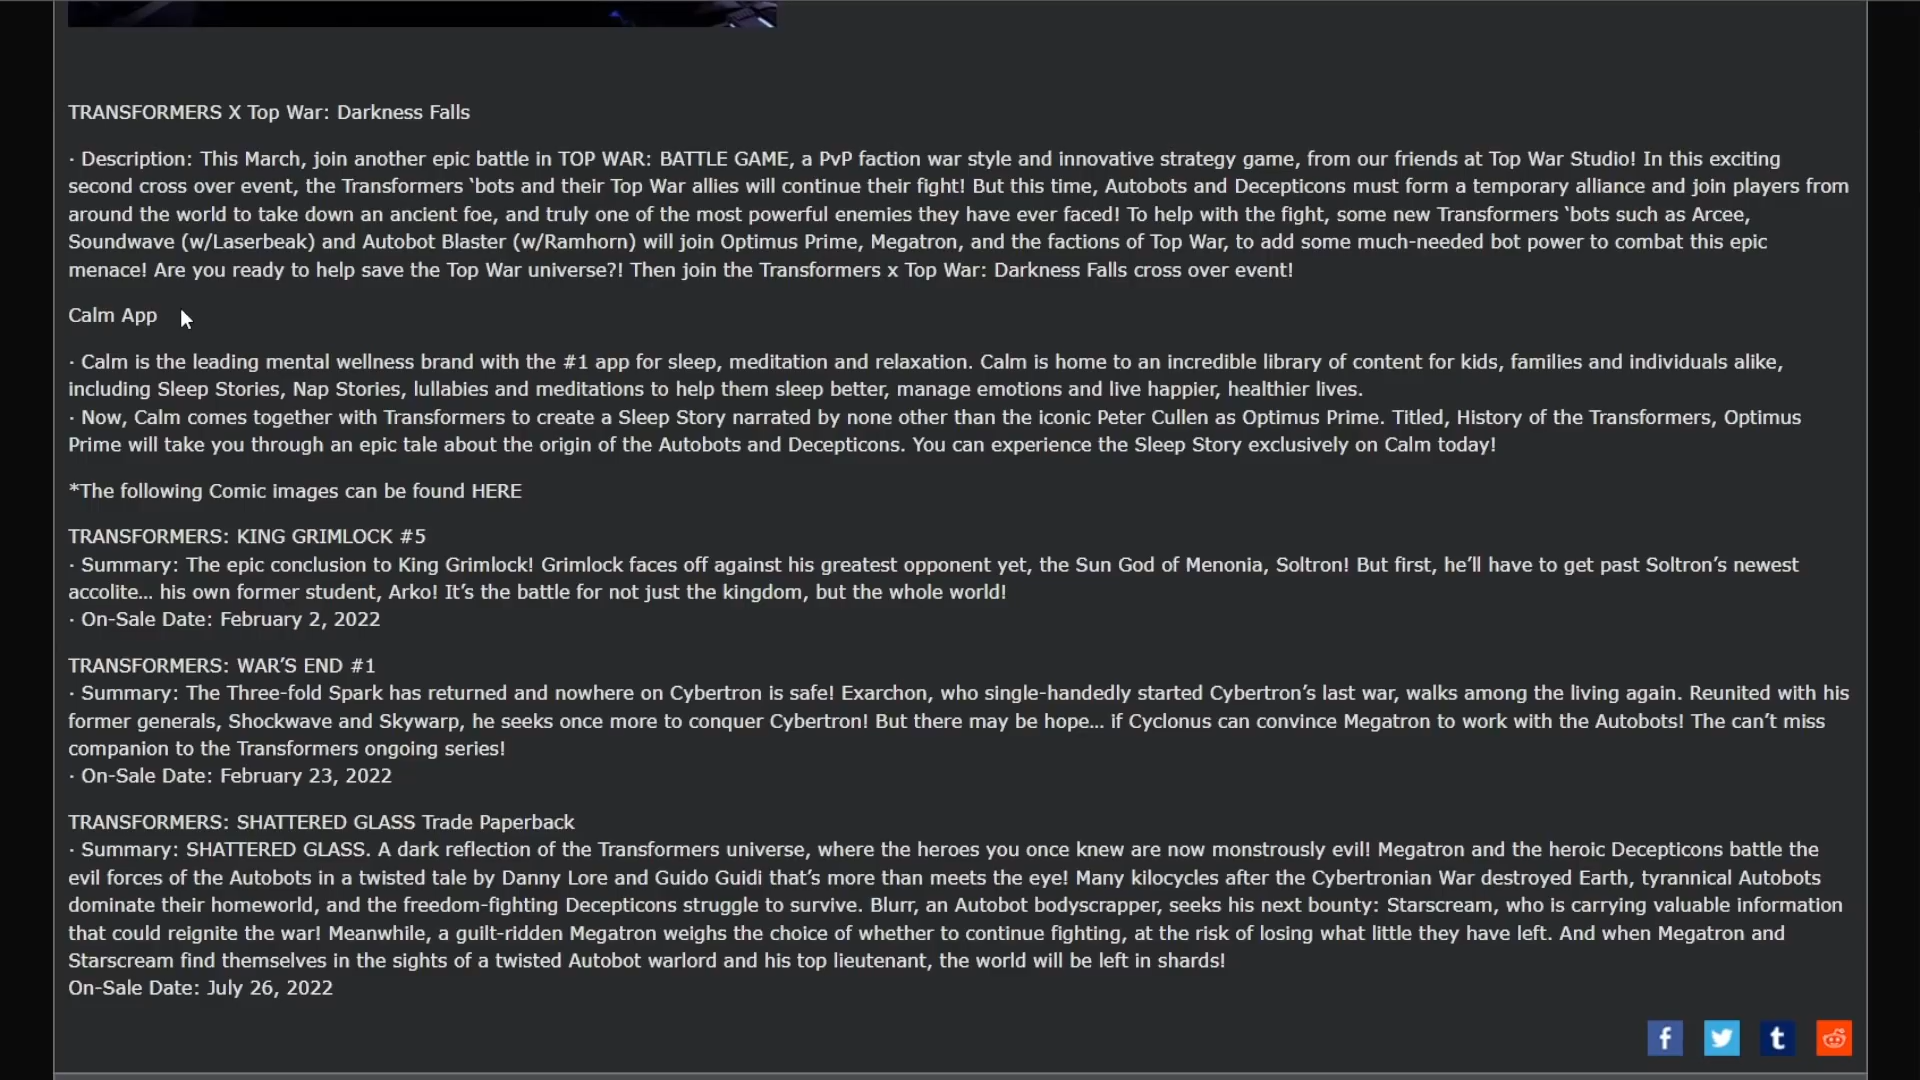 TRANSFORMERS X Top War: Darkness Falls
· Description: This March, join another epic battle in TOP WAR: BATTLE GAME, a PvP faction war style and innovative strategy game, from our friends at Top War Studio! In this exciting
second cross over event, the Transformers ‛bots and their Top War allies will continue their fight! But this time, Autobots and Decepticons must form a temporary alliance and join players from
around the world to take down an ancient foe, and truly one of the most powerful enemies they have ever faced! To help with the fight, some new Transformers ‛bots such as Arcee,
Soundwave (w/Laserbeak) and Autobot Blaster (w/Ramhorn) will join Optimus Prime, Megatron, and the factions of Top War, to add some much-needed bot power to combat this epic
menace! Are you ready to help save the Top War universe?! Then join the Transformers x Top War: Darkness Falls cross over event!
Calm App
· Calm is the leading mental wellness brand with the #1 app for sleep, meditation and relaxation. Calm is home to an incredible library of content for kids, families and individuals alike,
including Sleep Stories, Nap Stories, lullabies and meditations to help them sleep better, manage emotions and live happier, healthier lives.
· Now, Calm comes together with Transformers to create a Sleep Story narrated by none other than the iconic Peter Cullen as Optimus Prime. Titled, History of the Transformers, Optimus
Prime will take you through an epic tale about the origin of the Autobots and Decepticons. You can experience the Sleep Story exclusively on Calm today!
*The following Comic images can be found HERE
TRANSFORMERS: KING GRIMLOCK #5
· Summary: The epic conclusion to King Grimlock! Grimlock faces off against his greatest opponent yet, the Sun God of Menonia, Soltron! But first, he’ll have to get past Soltron’s newest
accolite… his own former student, Arko! It’s the battle for not just the kingdom, but the whole world!
· On-Sale Date: February 2, 2022
TRANSFORMERS: WAR’S END #1
· Summary: The Three-fold Spark has returned and nowhere on Cybertron is safe! Exarchon, who single-handedly started Cybertron’s last war, walks among the living again. Reunited with his
former generals, Shockwave and Skywarp, he seeks once more to conquer Cybertron! But there may be hope… if Cyclonus can convince Megatron to work with the Autobots! The can’t miss
companion to the Transformers ongoing series!
· On-Sale Date: February 23, 2022
TRANSFORMERS: SHATTERED GLASS Trade Paperback
· Summary: SHATTERED GLASS. A dark reflection of the Transformers universe, where the heroes you once knew are now monstrously evil! Megatron and the heroic Decepticons battle the
evil forces of the Autobots in a twisted tale by Danny Lore and Guido Guidi that’s more than meets the eye! Many kilocycles after the Cybertronian War destroyed Earth, tyrannical Autobots
dominate their homeworld, and the freedom-fighting Decepticons struggle to survive. Blurr, an Autobot bodyscrapper, seeks his next bounty: Starscream, who is carrying valuable information
that could reignite the war! Meanwhile, a guilt-ridden Megatron weighs the choice of whether to continue fighting, at the risk of losing what little they have left. And when Megatron and
Starscream find themselves in the sights of a twisted Autobot warlord and his top lieutenant, the world will be left in shards!
On-Sale Date: July 26, 2022